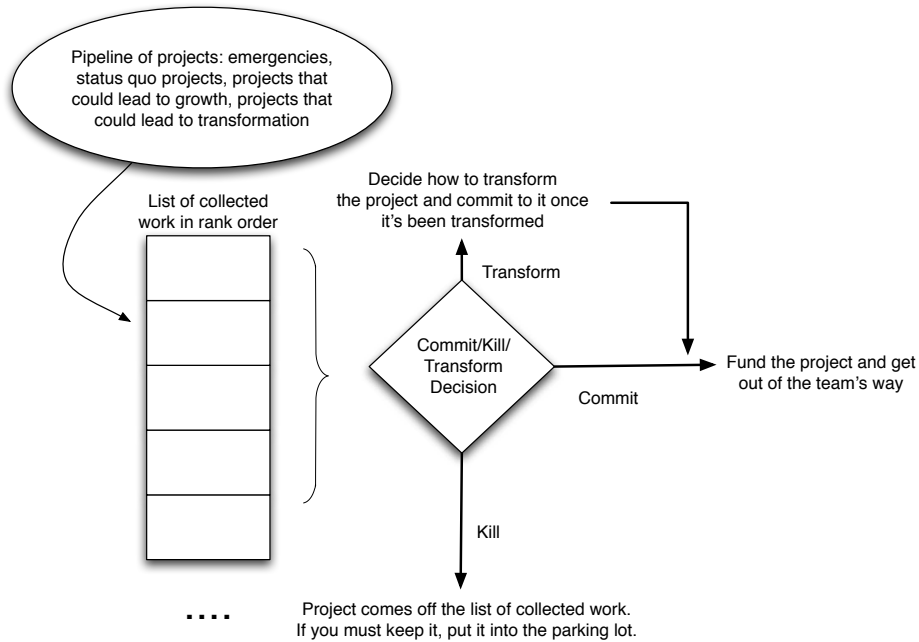 Pipeline of projects: emergencies,
status quo projects, projects that
could lead to growth, projects that
could lead to transformation
List of collected
work in rank order
Decide how to transform
the project and commit to it once
it's been transformed
Transform
Commit/Kill/
Transform
Decision
Commit
Fund the project and get
out of the team's way
Kill
....
Project comes off the list of collected work.
If you must keep it, put it into the parking lot.